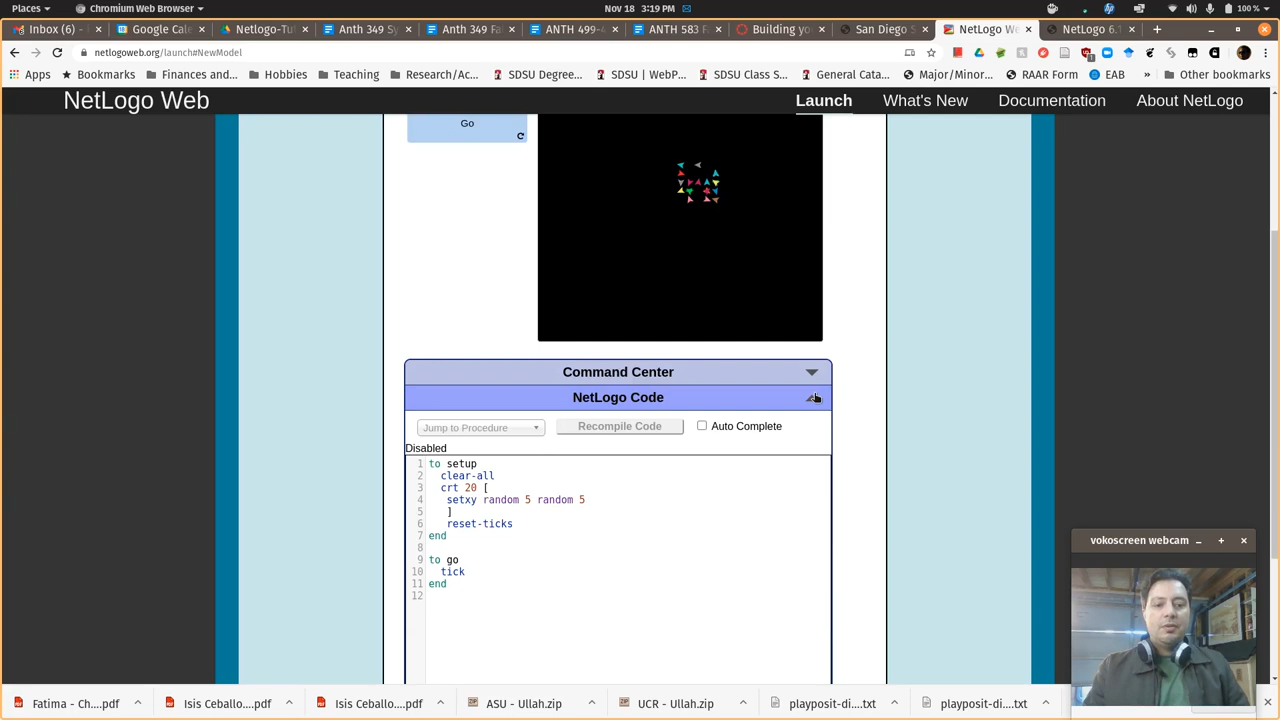 Places ▾ Chromium Web Browser ▾ Nov 18 3:19 PM 100 % ▾
Inbox (6) - × Google Cale × Netlogo-Tut × Anth 349 Sy × Anth 349 Fa × ANTH 499-4 × ANTH 583 Fa × Building yo × San Diego S × NetLogo We × NetLogo 6.1 × +
netlogoweb.org/launch#NewModel
Apps Bookmarks Finances and... Hobbies Teaching Research/Ac... SDSU Degree... SDSU | WebP... SDSU Class S... General Cata... Major/Minor... RAAR Form EAB » Other bookmarks
NetLogo Web Launch What's New Documentation About NetLogo
Go
Command Center
NetLogo Code
Jump to Procedure Recompile Code Auto Complete
Disabled
1 to setup
2 clear-all
3 crt 20 [
4 setxy random 5 random 5
5 ]
6 reset-ticks
7 end
8
9 to go
10 tick
11 end
12
vokoscreen webcam
Fatima - Ch....pdf Isis Ceballo....pdf Isis Ceballo....pdf ASU - Ullah.zip UCR - Ullah.zip playposit-di....txt playposit-di....txt